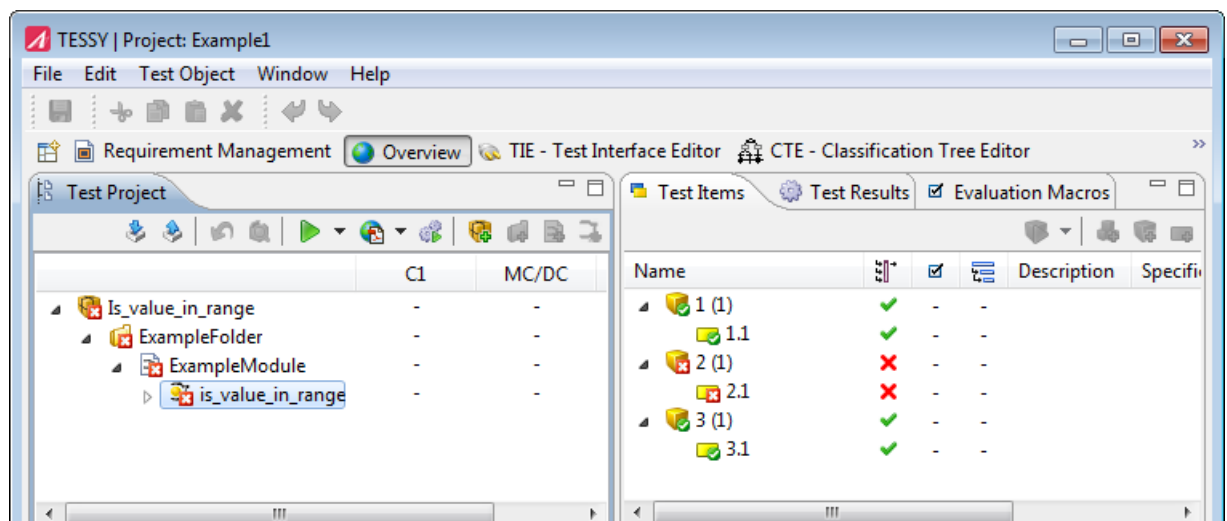 TESSY | Project: Example1
File Edit Test Object Window Help
Requirement Management Overview TIE - Test Interface Editor CTE - Classification Tree Editor
Test Project
C1 MC/DC
Is_value_in_range - -
ExampleFolder - -
ExampleModule - -
is_value_in_range - -
Test Items Test Results Evaluation Macros
Name Description Specifi
1 (1) - -
1.1 - -
2 (1) - -
2.1 - -
3 (1) - -
3.1 - -